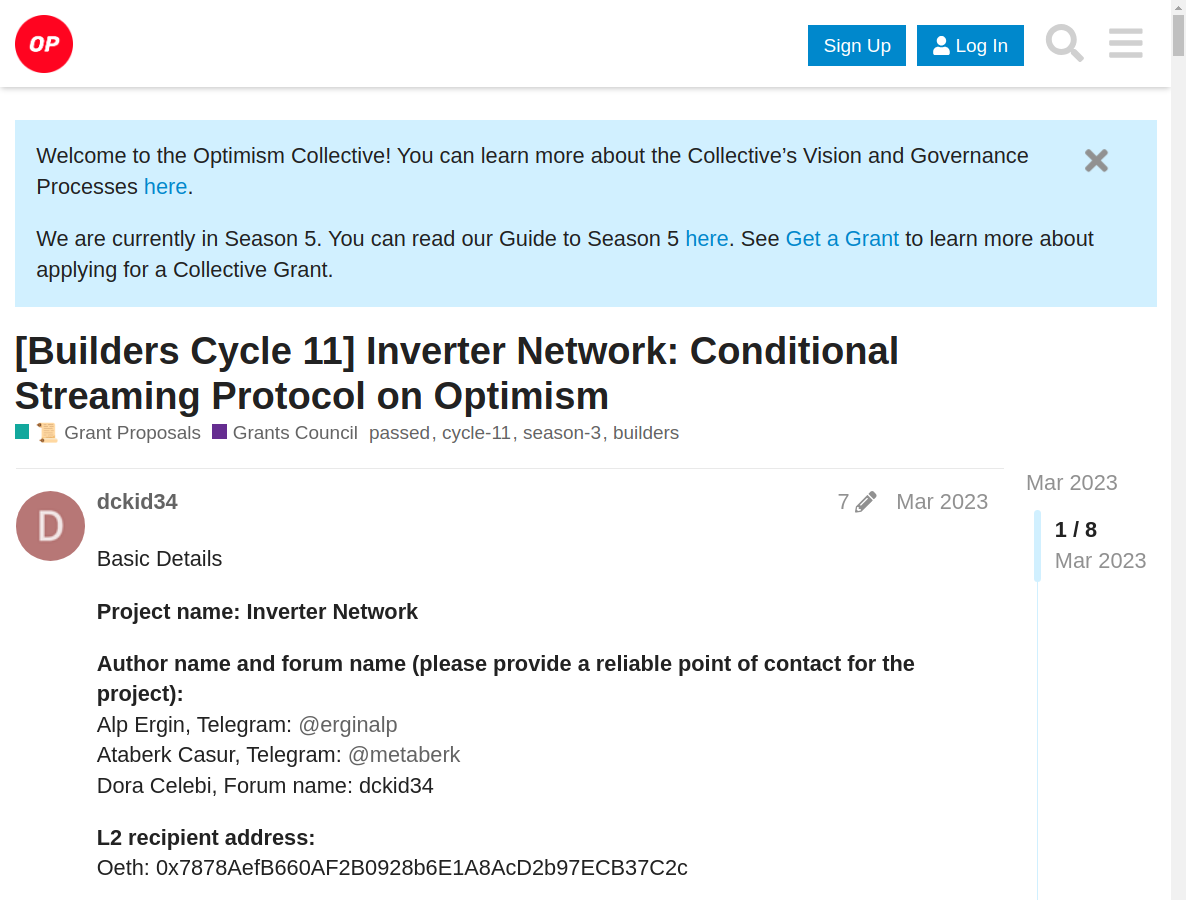 OP
Sign Up
Log In
Welcome to the Optimism Collective! You can learn more about the Collective’s Vision and Governance
Processes here.
We are currently in Season 5. You can read our Guide to Season 5 here. See Get a Grant to learn more about
applying for a Collective Grant.
[Builders Cycle 11] Inverter Network: Conditional
Streaming Protocol on Optimism
Grant Proposals Grants Council passed, cycle-11, season-3, builders
D
dckid34
7
Mar 2023
Mar 2023
1 / 8
Mar 2023
Basic Details
Project name: Inverter Network
Author name and forum name (please provide a reliable point of contact for the
project):
Alp Ergin, Telegram: @erginalp
Ataberk Casur, Telegram: @metaberk
Dora Celebi, Forum name: dckid34
L2 recipient address:
Oeth: 0x7878AefB660AF2B0928b6E1A8AcD2b97ECB37C2c